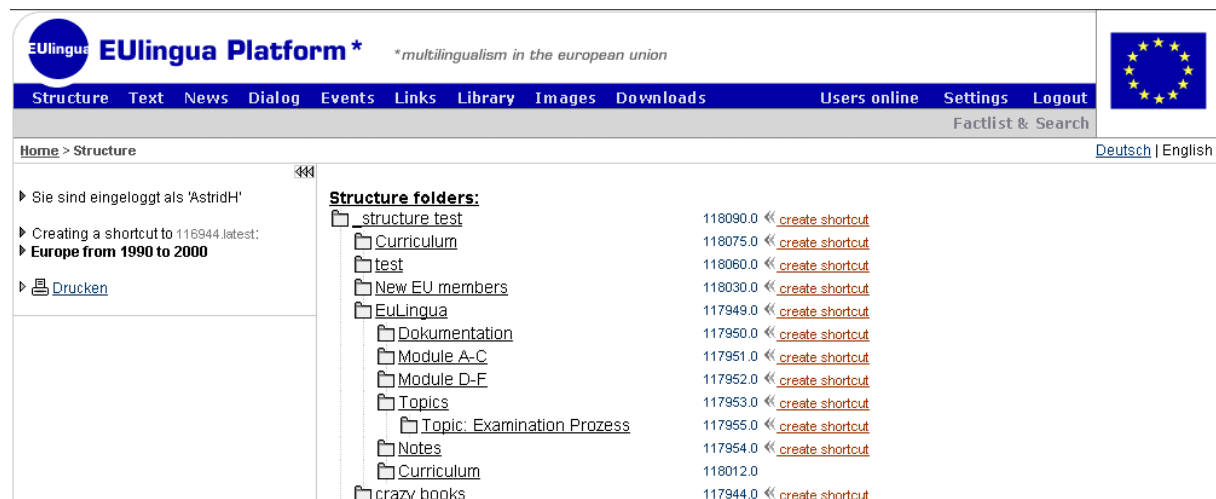 EUlingua EUlingua Platform* *multilingualism in the european union
Structure Text News Dialog Events Links Library Images Downloads Users online Settings Logout
Factlist & Search
Home > Structure Deutsch | English
Sie sind eingeloggt als 'AstridH'
Creating a shortcut to 116944.latest:
Europe from 1990 to 2000
Drucken
Structure folders:
_structure test 118090.0 create shortcut
Curriculum 118075.0 create shortcut
test 118060.0 create shortcut
New EU members 118030.0 create shortcut
EuLingua 117949.0 create shortcut
Dokumentation 117950.0 create shortcut
Module A-C 117951.0 create shortcut
Module D-F 117952.0 create shortcut
Topics 117953.0 create shortcut
Topic: Examination Prozess 117955.0 create shortcut
Notes 117954.0 create shortcut
Curriculum 118012.0
crazy books 117944.0 create shortcut